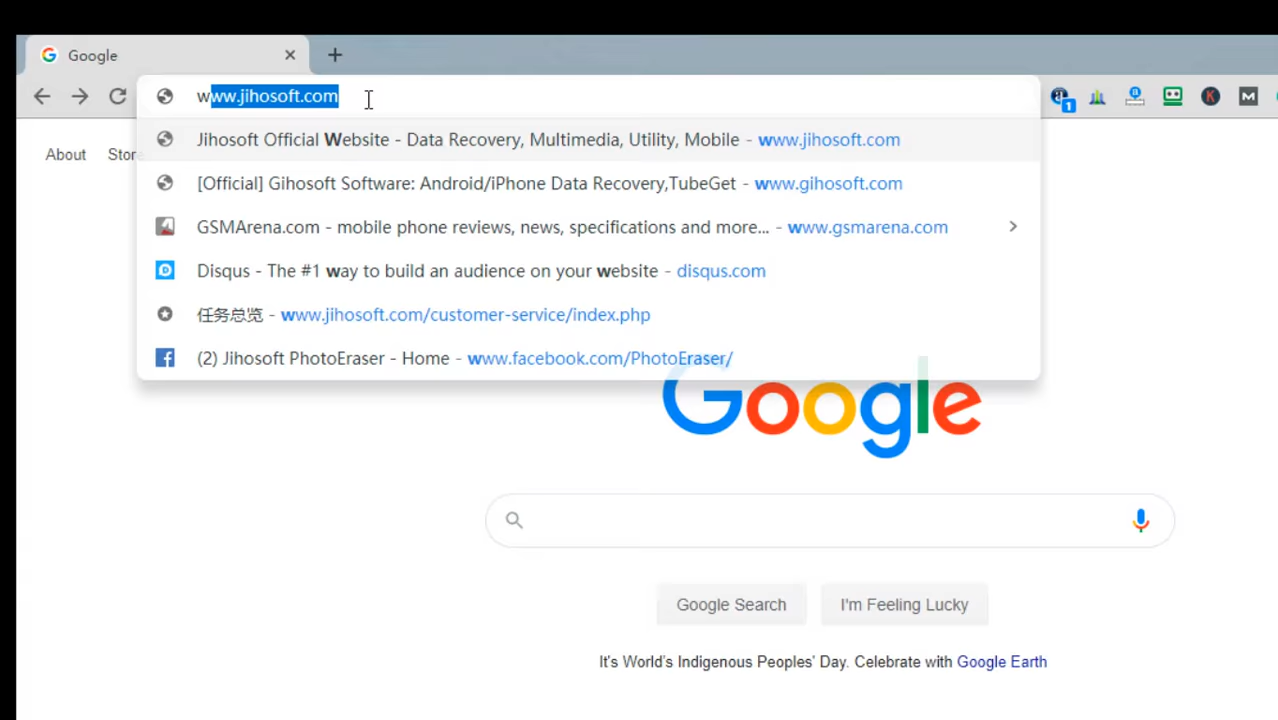 Google
www.jihosoft.com
a 1
K
M
About Stor
Jihosoft Official Website - Data Recovery, Multimedia, Utility, Mobile - www.jihosoft.com
[Official] Gihosoft Software: Android/iPhone Data Recovery,TubeGet - www.gihosoft.com
GSMArena.com - mobile phone reviews, news, specifications and more... - www.gsmarena.com
Disqus - The #1 way to build an audience on your website - disqus.com
任务总览 - www.jihosoft.com/customer-service/index.php
(2) Jihosoft PhotoEraser - Home - www.facebook.com/PhotoEraser/
Google
Google Search I'm Feeling Lucky
It's World's Indigenous Peoples' Day. Celebrate with Google Earth